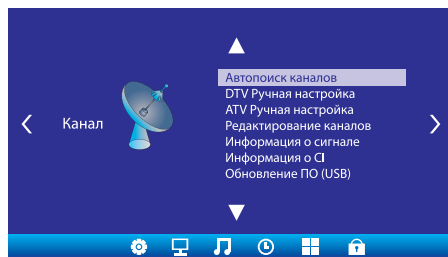 Канал
Автопоиск каналов
DTV Ручная настройка
ATV Ручная настройка
Редактирование каналов
Информация о сигнале
Информация о CI
Обновление ПО (USB)